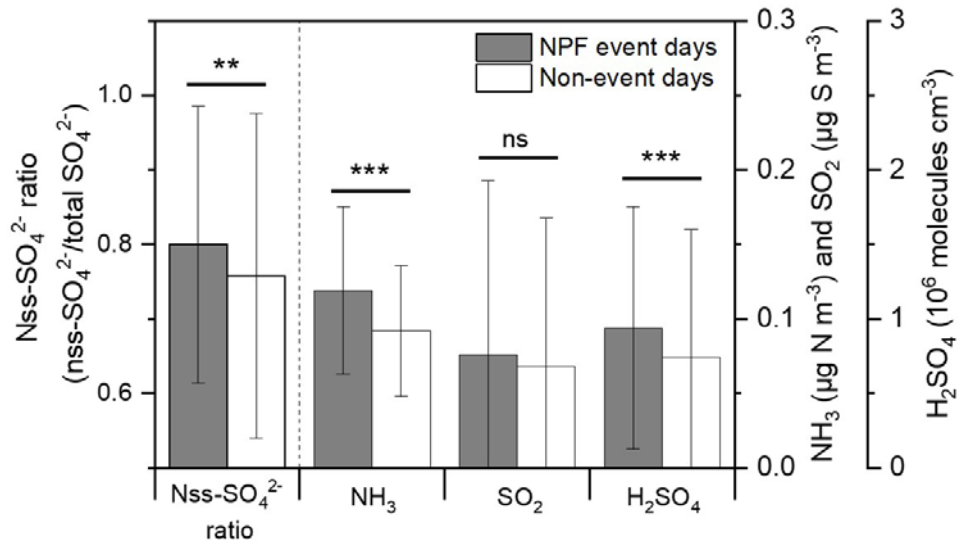 Nss-SO₄²⁻ ratio
(nss-SO₄²⁻/total SO₄²⁻)
1.0
0.8
0.6
**
***
ns
***
NPF event days
Non-event days
Nss-SO₄²⁻
ratio
NH₃
SO₂
H₂SO₄
0.3
0.2
0.1
0.0
NH₃ (µg N m⁻³) and SO₂ (µg S m⁻³)
3
2
1
0
H₂SO₄ (10⁶ molecules cm⁻³)